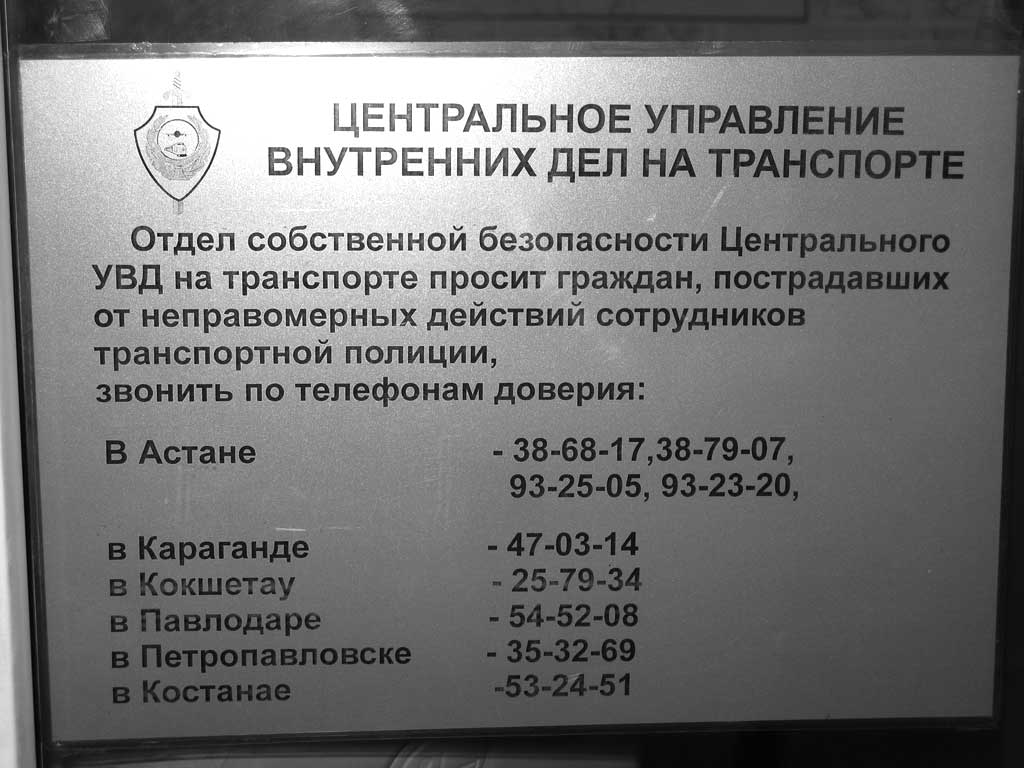 ЦЕНТРАЛЬНОЕ УПРАВЛЕНИЕ
ВНУТРЕННИХ ДЕЛ НА ТРАНСПОРТЕ
Отдел собственной безопасности Центрального
УВД на транспорте просит граждан, пострадавших
от неправомерных действий сотрудников
транспортной полиции,
звонить по телефонам доверия:
В Астане - 38-68-17,38-79-07,
93-25-05, 93-23-20,
в Караганде - 47-03-14
в Кокшетау - 25-79-34
в Павлодаре - 54-52-08
в Петропавловске - 35-32-69
в Костанае -53-24-51